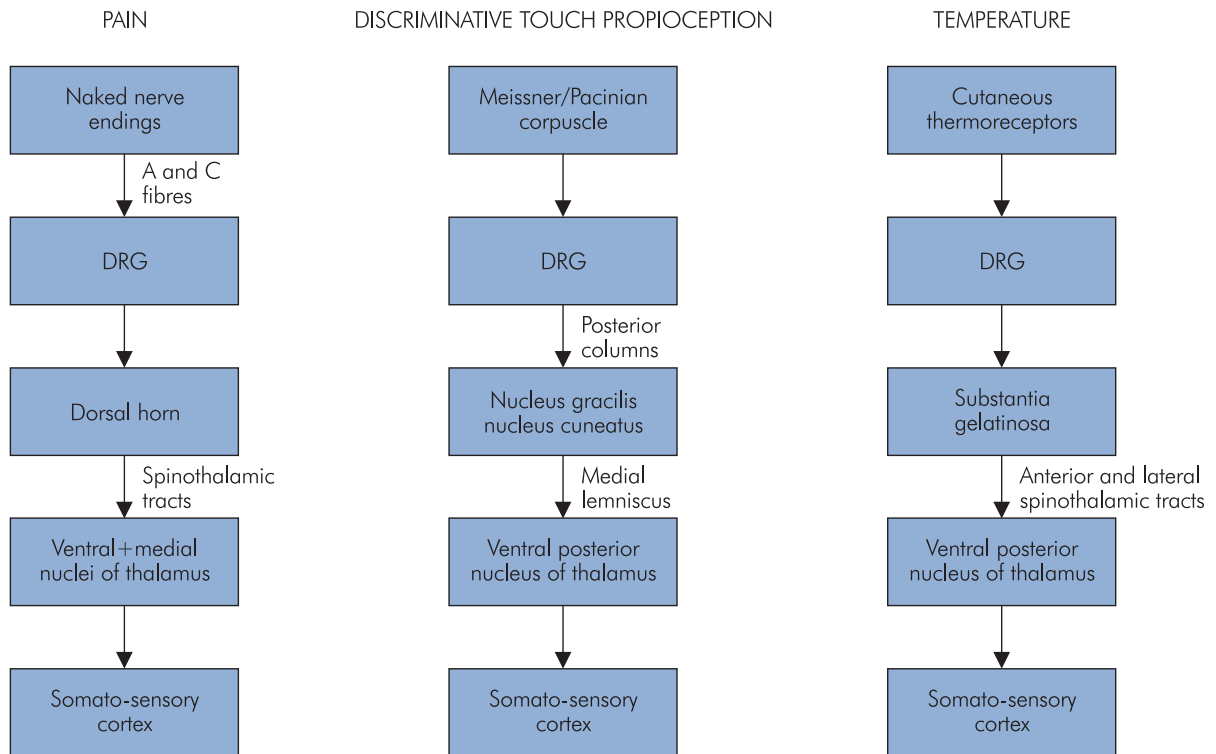 PAIN
Naked nerve
endings
A and C
fibres
DRG
Dorsal horn
Spinothalamic
tracts
Ventral+medial
nuclei of thalamus
Somato-sensory
cortex
DISCRIMINATIVE TOUCH PROPIOCEPTION
Meissner/Pacinian
corpuscle
DRG
Posterior
columns
Nucleus gracilis
nucleus cuneatus
Medial
lemniscus
Ventral posterior
nucleus of thalamus
Somato-sensory
cortex
TEMPERATURE
Cutaneous
thermoreceptors
DRG
Substantia
gelatinosa
Anterior and lateral
spinothalamic tracts
Ventral posterior
nucleus of thalamus
Somato-sensory
cortex